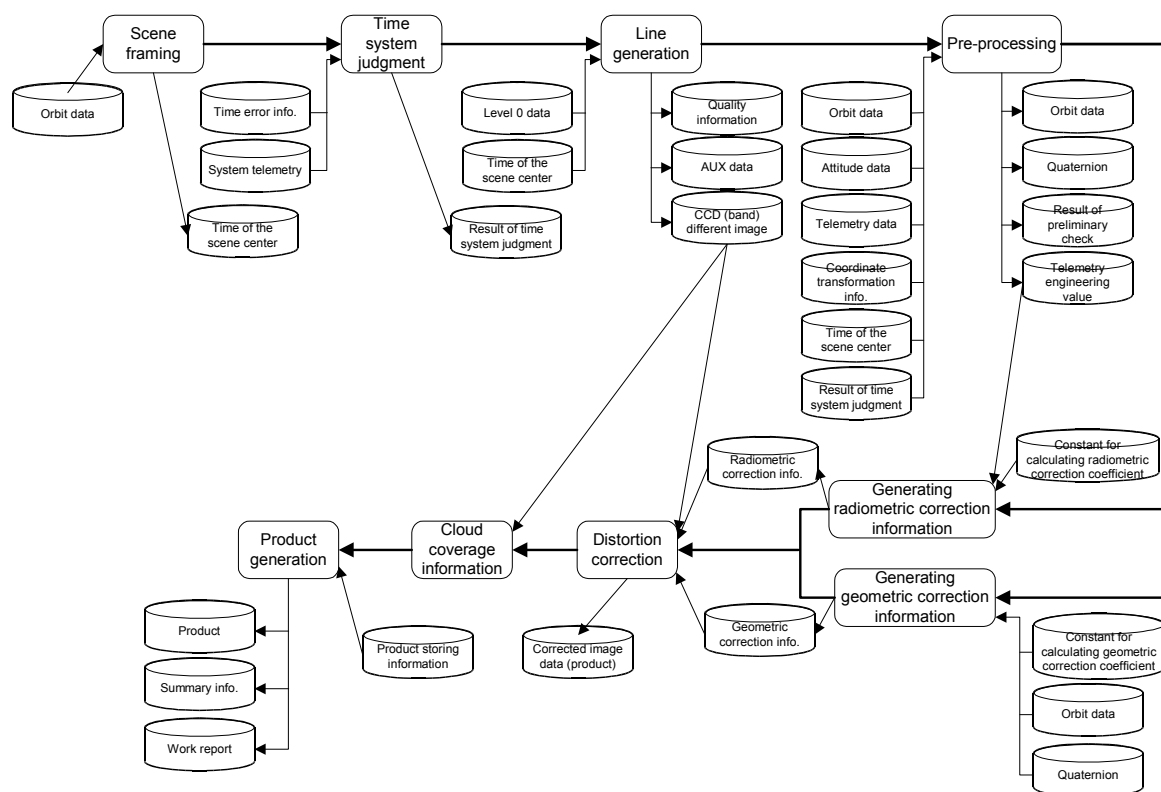 Scene
framing
Time
system
judgment
Line
generation
Pre-processing
Orbit data
Time error info.
System telemetry
Time of the
scene center
Result of time
system judgment
Level 0 data
Time of the
scene center
Quality
information
AUX data
CCD (band)
different image
Orbit data
Attitude data
Telemetry data
Coordinate
transformation
info.
Time of the
scene center
Result of time
system judgment
Orbit data
Quaternion
Result of
preliminary
check
Telemetry
engineering
value
Constant for
calculating radiometric
correction coefficient
Radiometric
correction info.
Generating
radiometric correction
information
Product
generation
Cloud
coverage
information
Distortion
correction
Generating
geometric correction
information
Product
Summary info.
Work report
Product storing
information
Corrected image
data (product)
Geometric
correction info.
Constant for
calculating geometric
correction coefficient
Orbit data
Quaternion